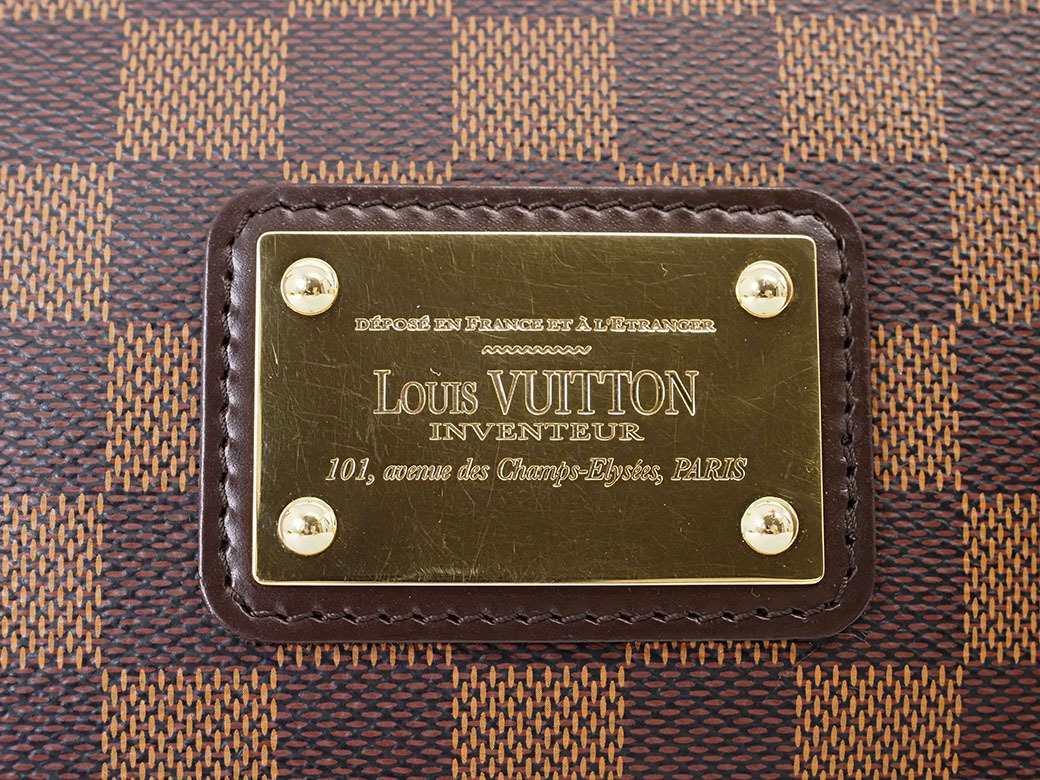 DÉPOSÉ EN FRANCE ET À L'ETRANGER
LOUIS VUITTON
INVENTEUR
101, avenue des Champs-Elysées, PARIS